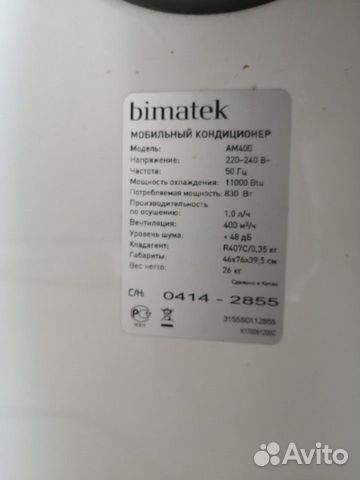 bimatek
МОБИЛЬНЫЙ КОНДИЦИОНЕР
Модель: AM400
Напряжение: 220-240 В~
Частота: 50 Гц
Мощность охлаждения: 11000 Btu
Потребляемая мощность: 830 Вт
Производительность
по осушению: 1,0 л/ч
Вентиляция: 400 м³/ч
Уровень шума: < 48 дБ
Хладагент: R407C/0,35 кг
Габариты: 46x76x39,5 см
Вес нетто: 26 кг
Сделано в Китае
С/Н: 0414 - 2855
315550112855
Avito